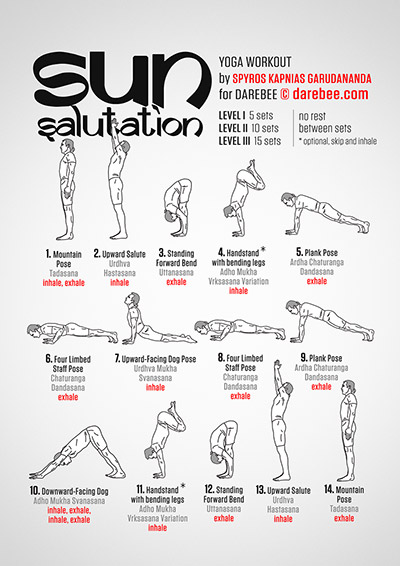 sun
salutation
YOGA WORKOUT
by SPYROS KAPNIAS GARUDANANDA
for DAREBEE © darebee.com
LEVEL I 5 sets
LEVEL II 10 sets
LEVEL III 15 sets
no rest
between sets
* optional, skip and inhale
1. Mountain
Pose
Tadasana
inhale, exhale
2. Upward Salute
Urdhva
Hastasana
inhale
3. Standing
Forward Bend
Uttanasana
exhale
4. Handstand *
with bending legs
Adho Mukha
Vrksasana Variation
inhale
5. Plank Pose
Ardha Chaturanga
Dandasana
exhale
6. Four Limbed
Staff Pose
Chaturanga
Dandasana
exhale
7. Upward-Facing Dog Pose
Urdhva Mukha
Svanasana
inhale
8. Four Limbed
Staff Pose
Chaturanga
Dandasana
exhale
9. Plank Pose
Ardha Chaturanga
Dandasana
exhale
10. Downward-Facing Dog
Adho Mukha Svanasana
inhale, exhale,
inhale, exhale
11. Handstand *
with bending legs
Adho Mukha
Vrksasana Variation
inhale
12. Standing
Forward Bend
Uttanasana
exhale
13. Upward Salute
Urdhva
Hastasana
inhale
14. Mountain
Pose
Tadasana
exhale